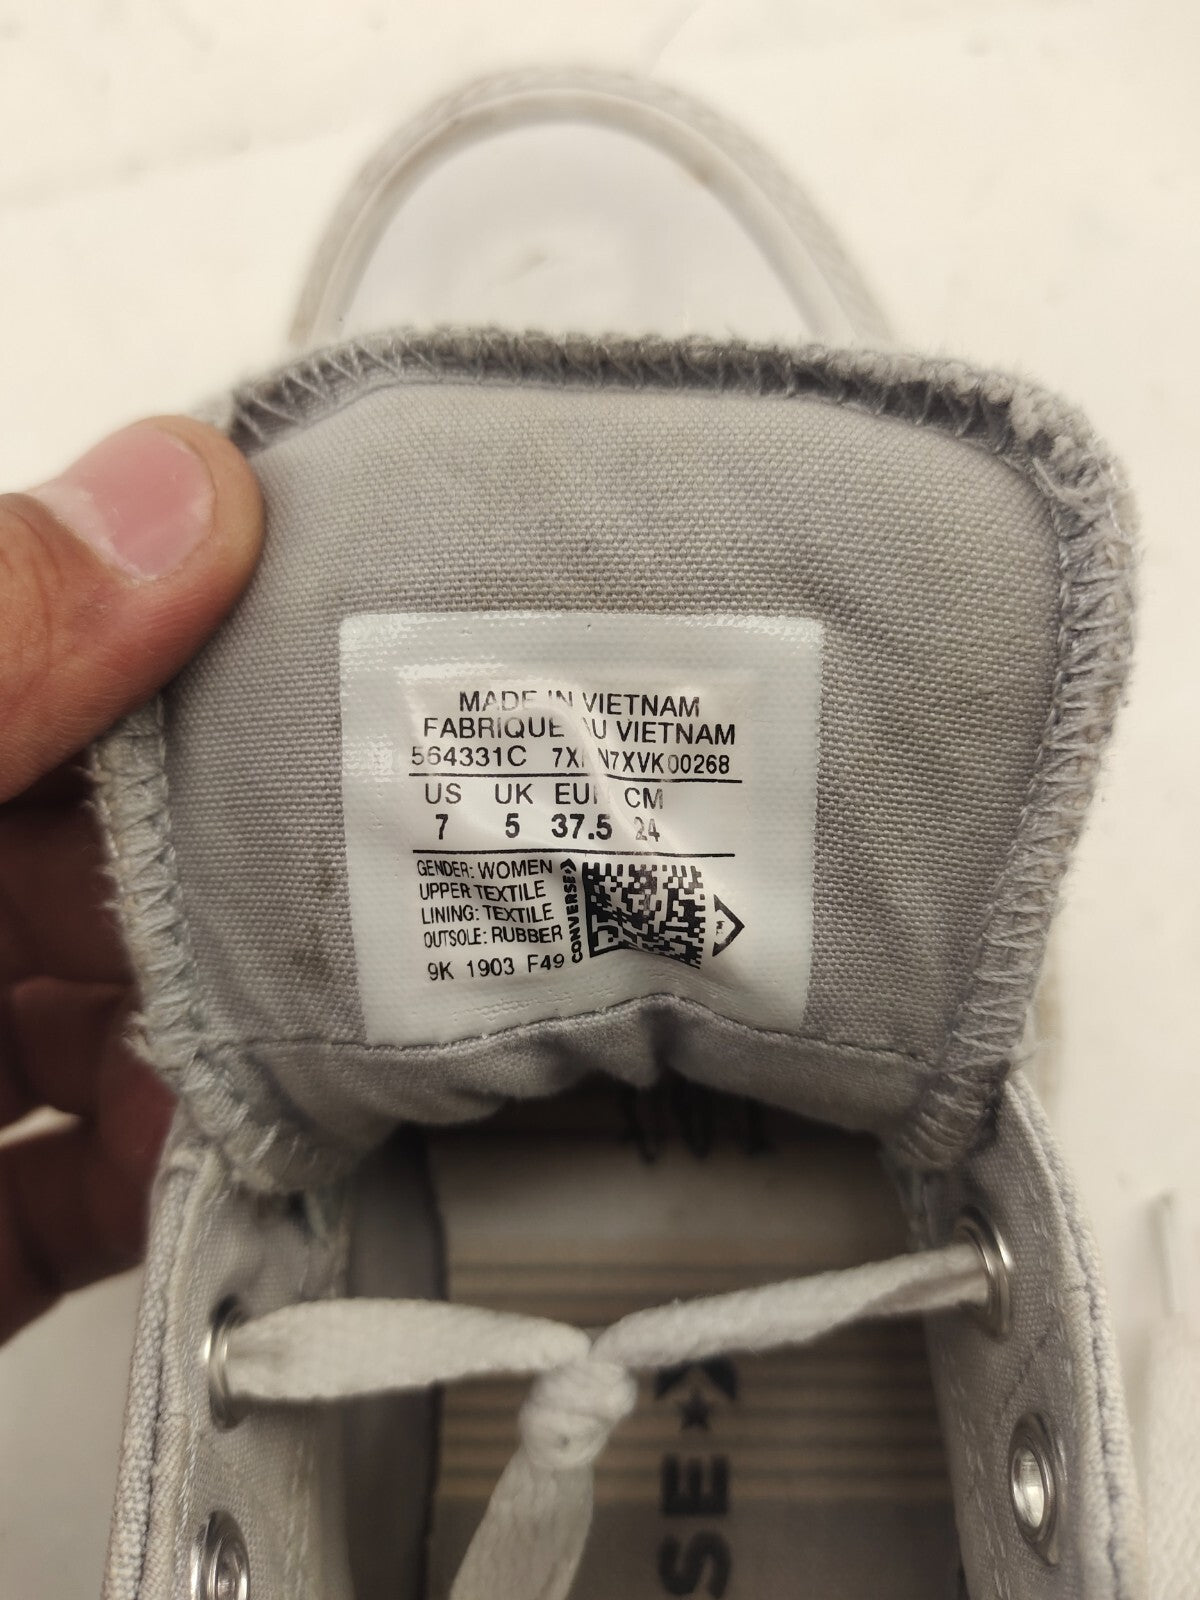 MADE IN VIETNAM
FABRIQUE AU VIETNAM
564331C
US UK EUR CM
7 5 37.5 24
GENDER: WOMEN
UPPER TEXTILE
LINING: TEXTILE
OUTSOLE: RUBBER
CONVERSE
9K 1903 F49
SE